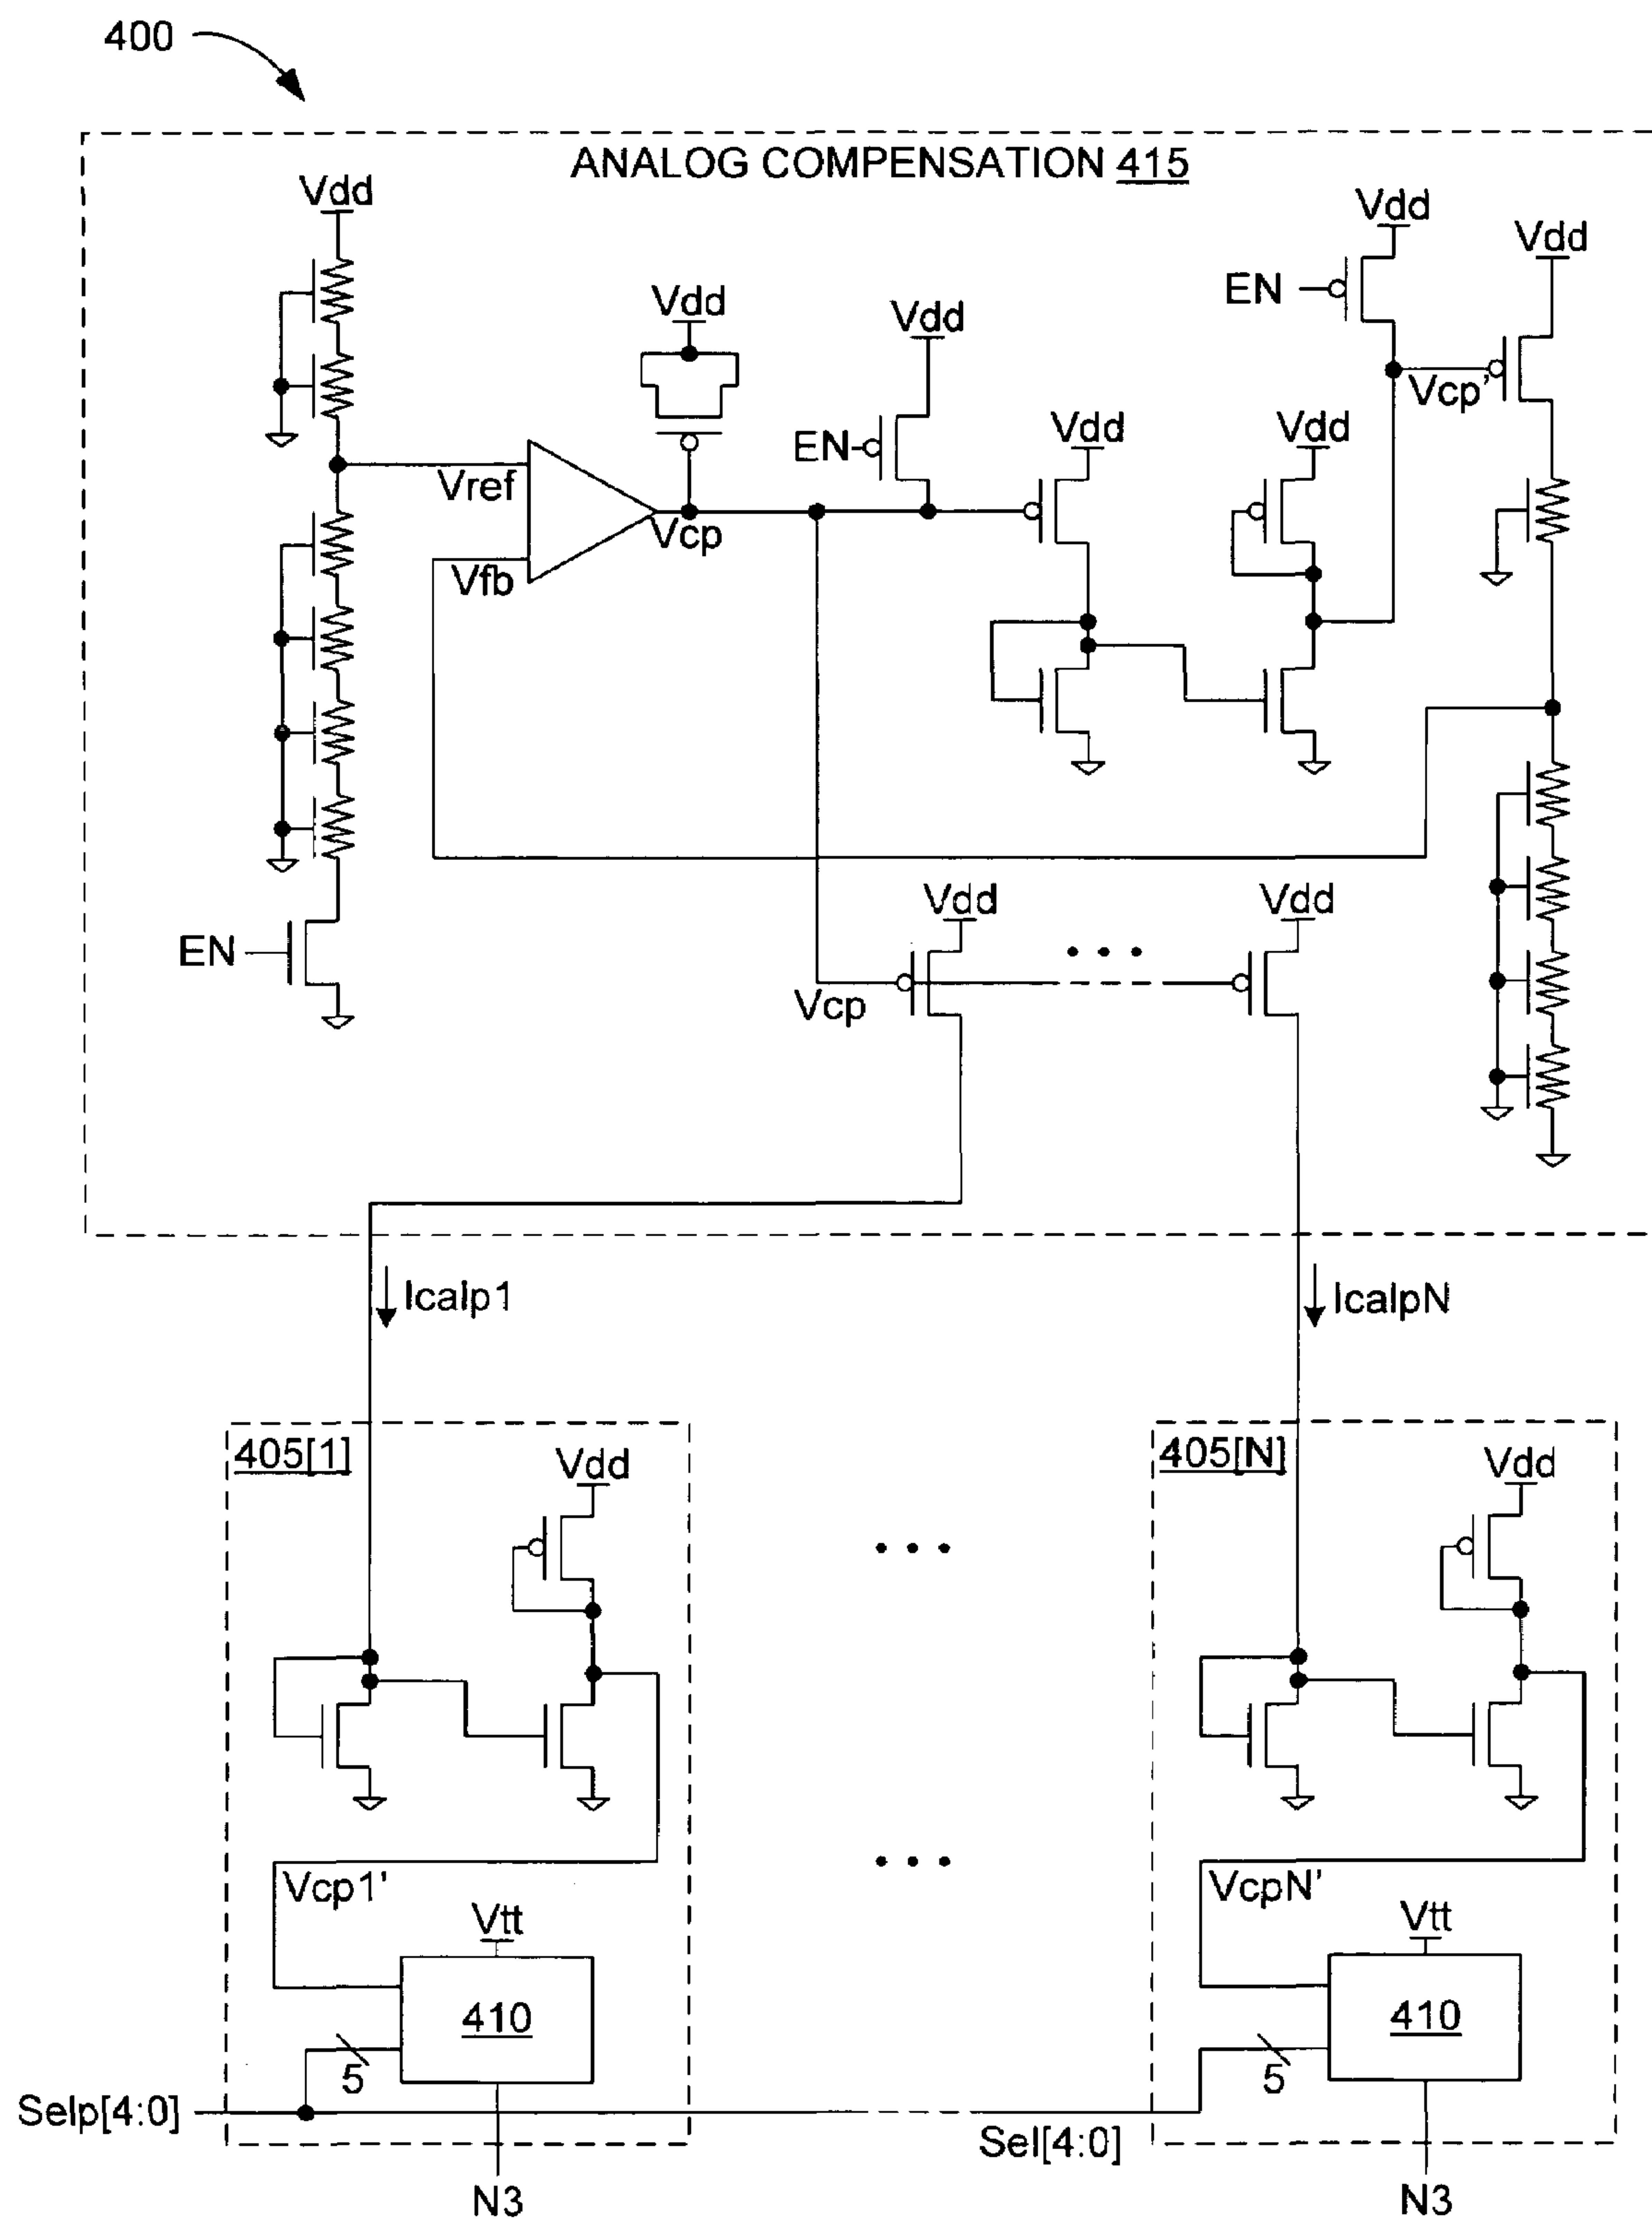 400
ANALOG COMPENSATION 415
Vdd
Vdd
Vdd
EN
Vdd
Vdd
Vcp'
Vdd
Vdd
EN
Vref
Vcp
Vfb
Vdd
Vdd
EN
Vcp
Icalp1
IcalpN
405[1]
Vdd
405[N]
Vdd
Vcp1'
VcpN'
Vtt
Vtt
410
410
5
5
Selp[4:0]
Sel[4:0]
N3
N3